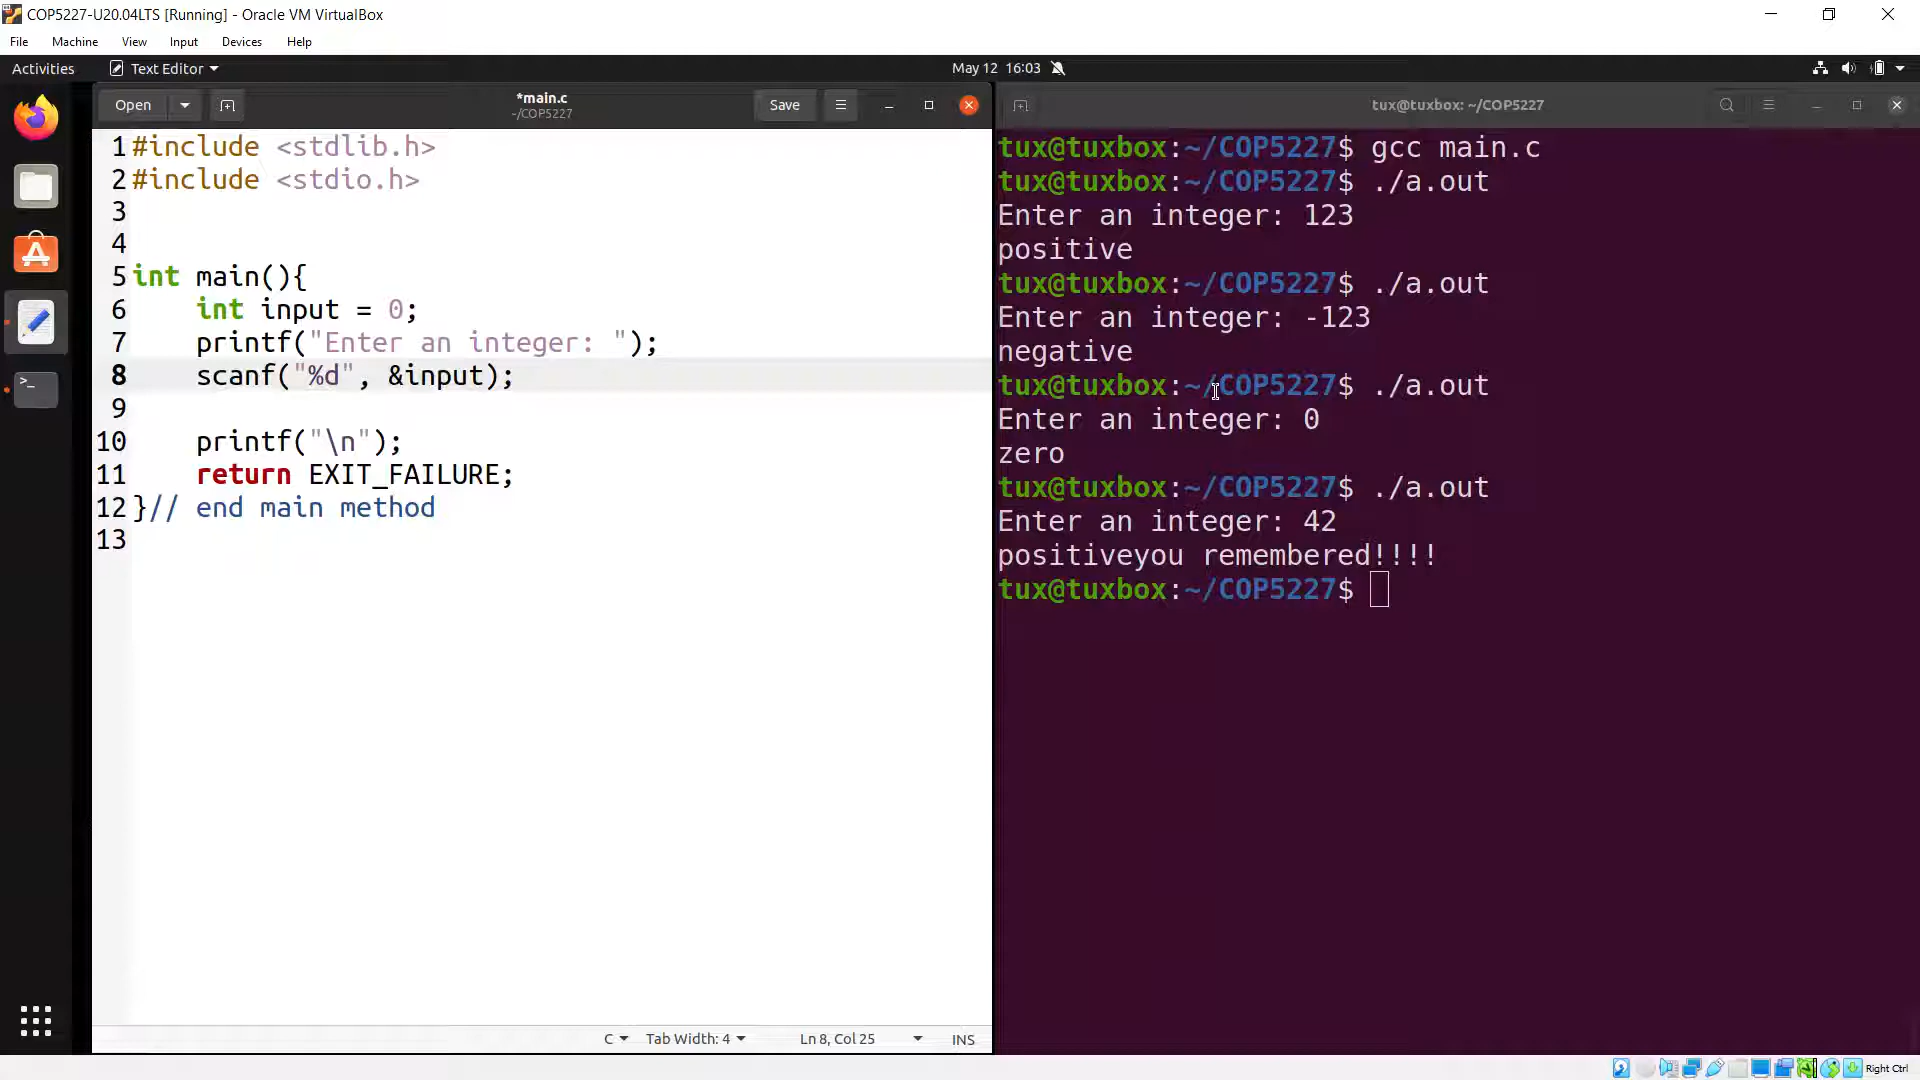 COP5227-U20.04LTS [Running] - Oracle VM VirtualBox
File Machine View Input Devices Help
Activities Text Editor May 12 16:03
Open *main.c Save
~/COP5227
1 #include <stdlib.h>
2 #include <stdio.h>
3
4
5 int main(){
6 int input = 0;
7 printf("Enter an integer: ");
8 scanf("%d", &input);
9
10 printf("\n");
11 return EXIT_FAILURE;
12 }// end main method
13
C Tab Width: 4 Ln 8, Col 25 INS
tux@tuxbox: ~/COP5227
tux@tuxbox:~/COP5227$ gcc main.c
tux@tuxbox:~/COP5227$ ./a.out
Enter an integer: 123
positive
tux@tuxbox:~/COP5227$ ./a.out
Enter an integer: -123
negative
tux@tuxbox:~/COP5227$ ./a.out
Enter an integer: 0
zero
tux@tuxbox:~/COP5227$ ./a.out
Enter an integer: 42
positiveyou remembered!!!!
tux@tuxbox:~/COP5227$
Right Ctrl